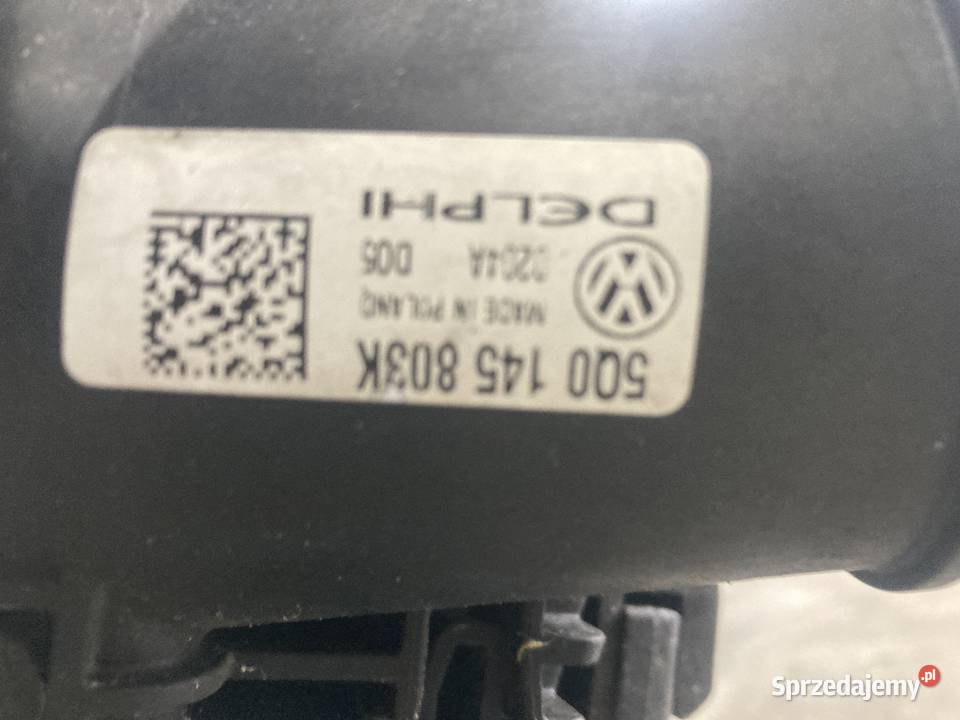 5Q0 145 803K
MADE IN POLAND
0204A D05
DELPHI
Sprzedajemy.pl